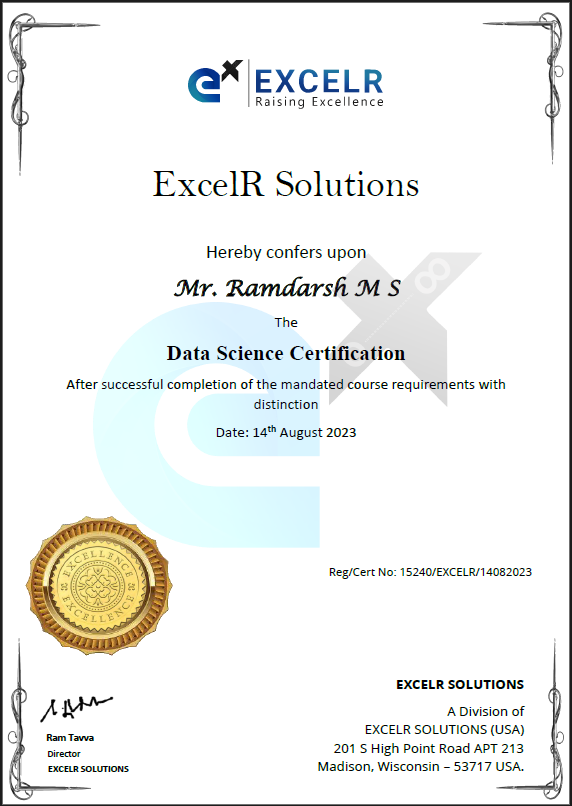 EXCELR
Raising Excellence
ExcelR Solutions
Hereby confers upon
Mr. Ramdarsh M S
The
Data Science Certification
After successful completion of the mandated course requirements with
distinction
Date: 14th August 2023
EXCELLENCE
EXCELLENCE
Reg/Cert No: 15240/EXCELR/14082023
Ram Tavva
Director
EXCELR SOLUTIONS
EXCELR SOLUTIONS
A Division of
EXCELR SOLUTIONS (USA)
201 S High Point Road APT 213
Madison, Wisconsin – 53717 USA.